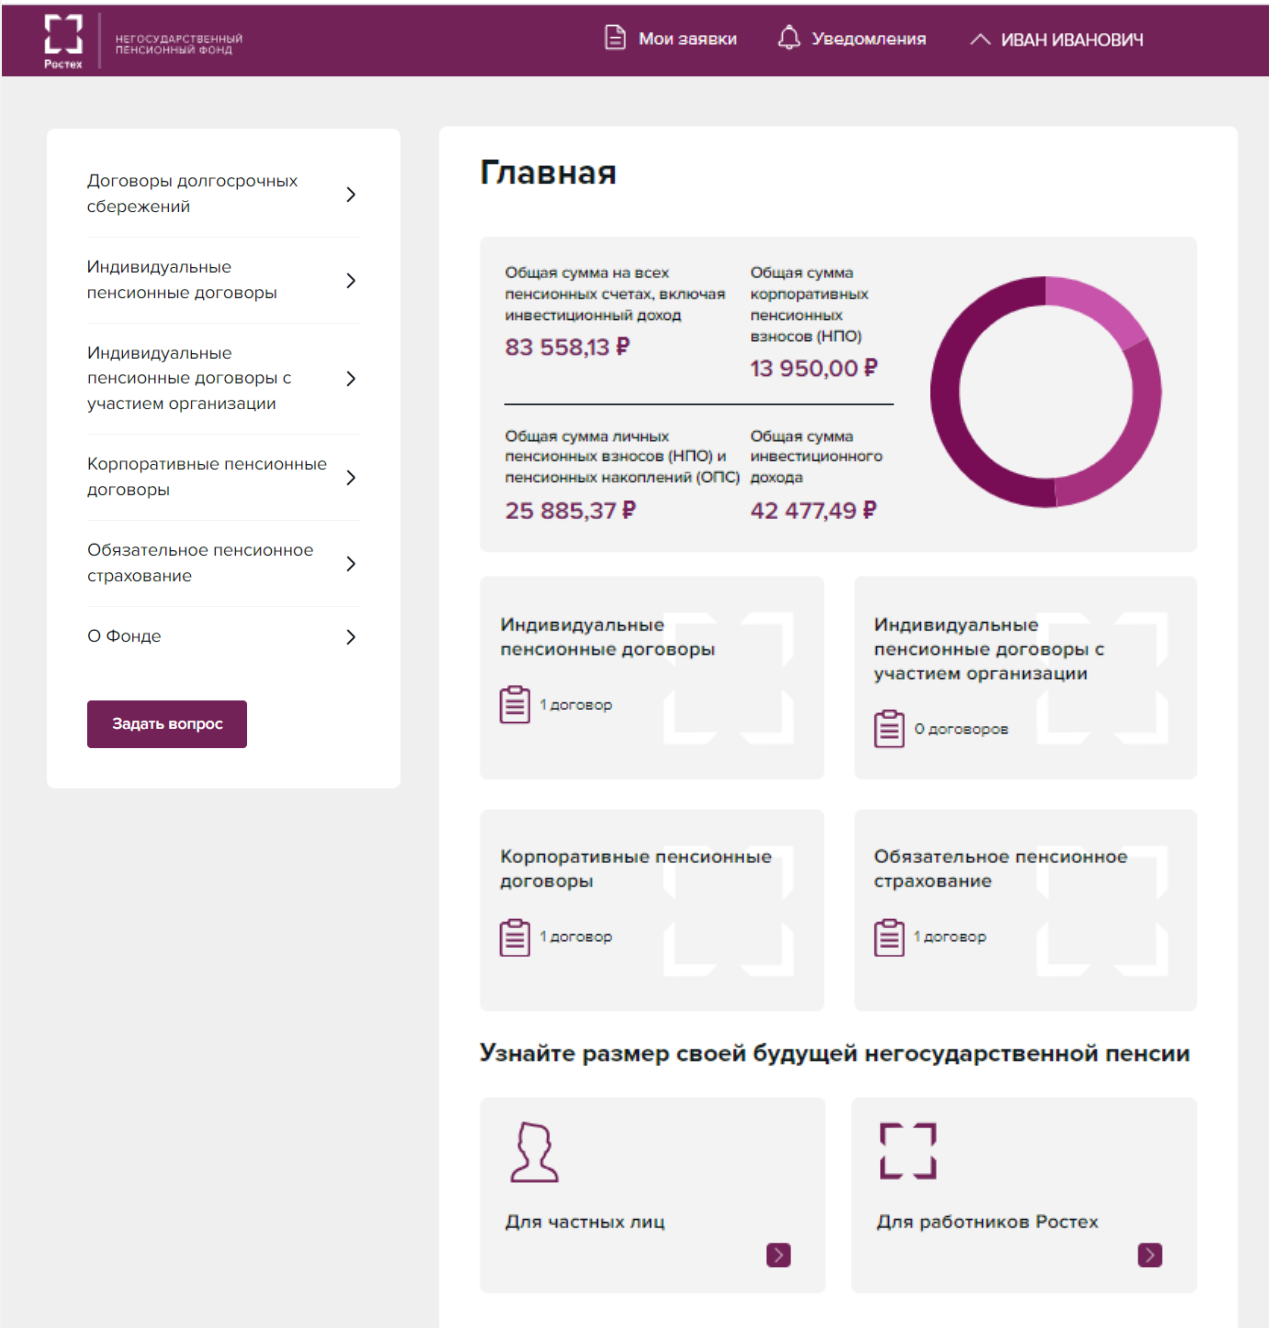 Ростех
НЕГОСУДАРСТВЕННЫЙ
ПЕНСИОННЫЙ ФОНД
Мои заявки
Уведомления
ИВАН ИВАНОВИЧ
Договоры долгосрочных
сбережений
Индивидуальные
пенсионные договоры
Индивидуальные
пенсионные договоры с
участием организации
Корпоративные пенсионные
договоры
Обязательное пенсионное
страхование
О Фонде
Задать вопрос
Главная
Общая сумма на всех
пенсионных счетах, включая
инвестиционный доход
83 558,13 ₽
Общая сумма
корпоративных
пенсионных
взносов (НПО)
13 950,00 ₽
Общая сумма личных
пенсионных взносов (НПО) и
пенсионных накоплений (ОПС)
25 885,37 ₽
Общая сумма
инвестиционного
дохода
42 477,49 ₽
Индивидуальные
пенсионные договоры
1 договор
Индивидуальные
пенсионные договоры с
участием организации
0 договоров
Корпоративные пенсионные
договоры
1 договор
Обязательное пенсионное
страхование
1 договор
Узнайте размер своей будущей негосударственной пенсии
Для частных лиц
Для работников Ростех